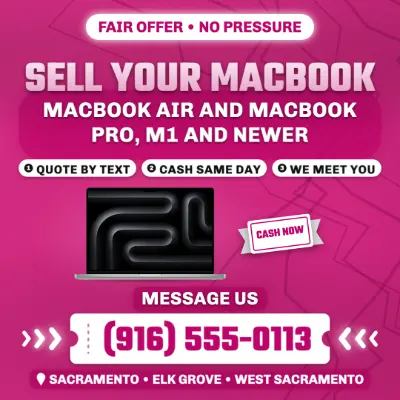 FAIR OFFER • NO PRESSURE
SELL YOUR MACBOOK
MACBOOK AIR AND MACBOOK
PRO, M1 AND NEWER
1 QUOTE BY TEXT 2 CASH SAME DAY 3 WE MEET YOU
CASH NOW
MESSAGE US
(916) 555-0113
SACRAMENTO • ELK GROVE • WEST SACRAMENTO